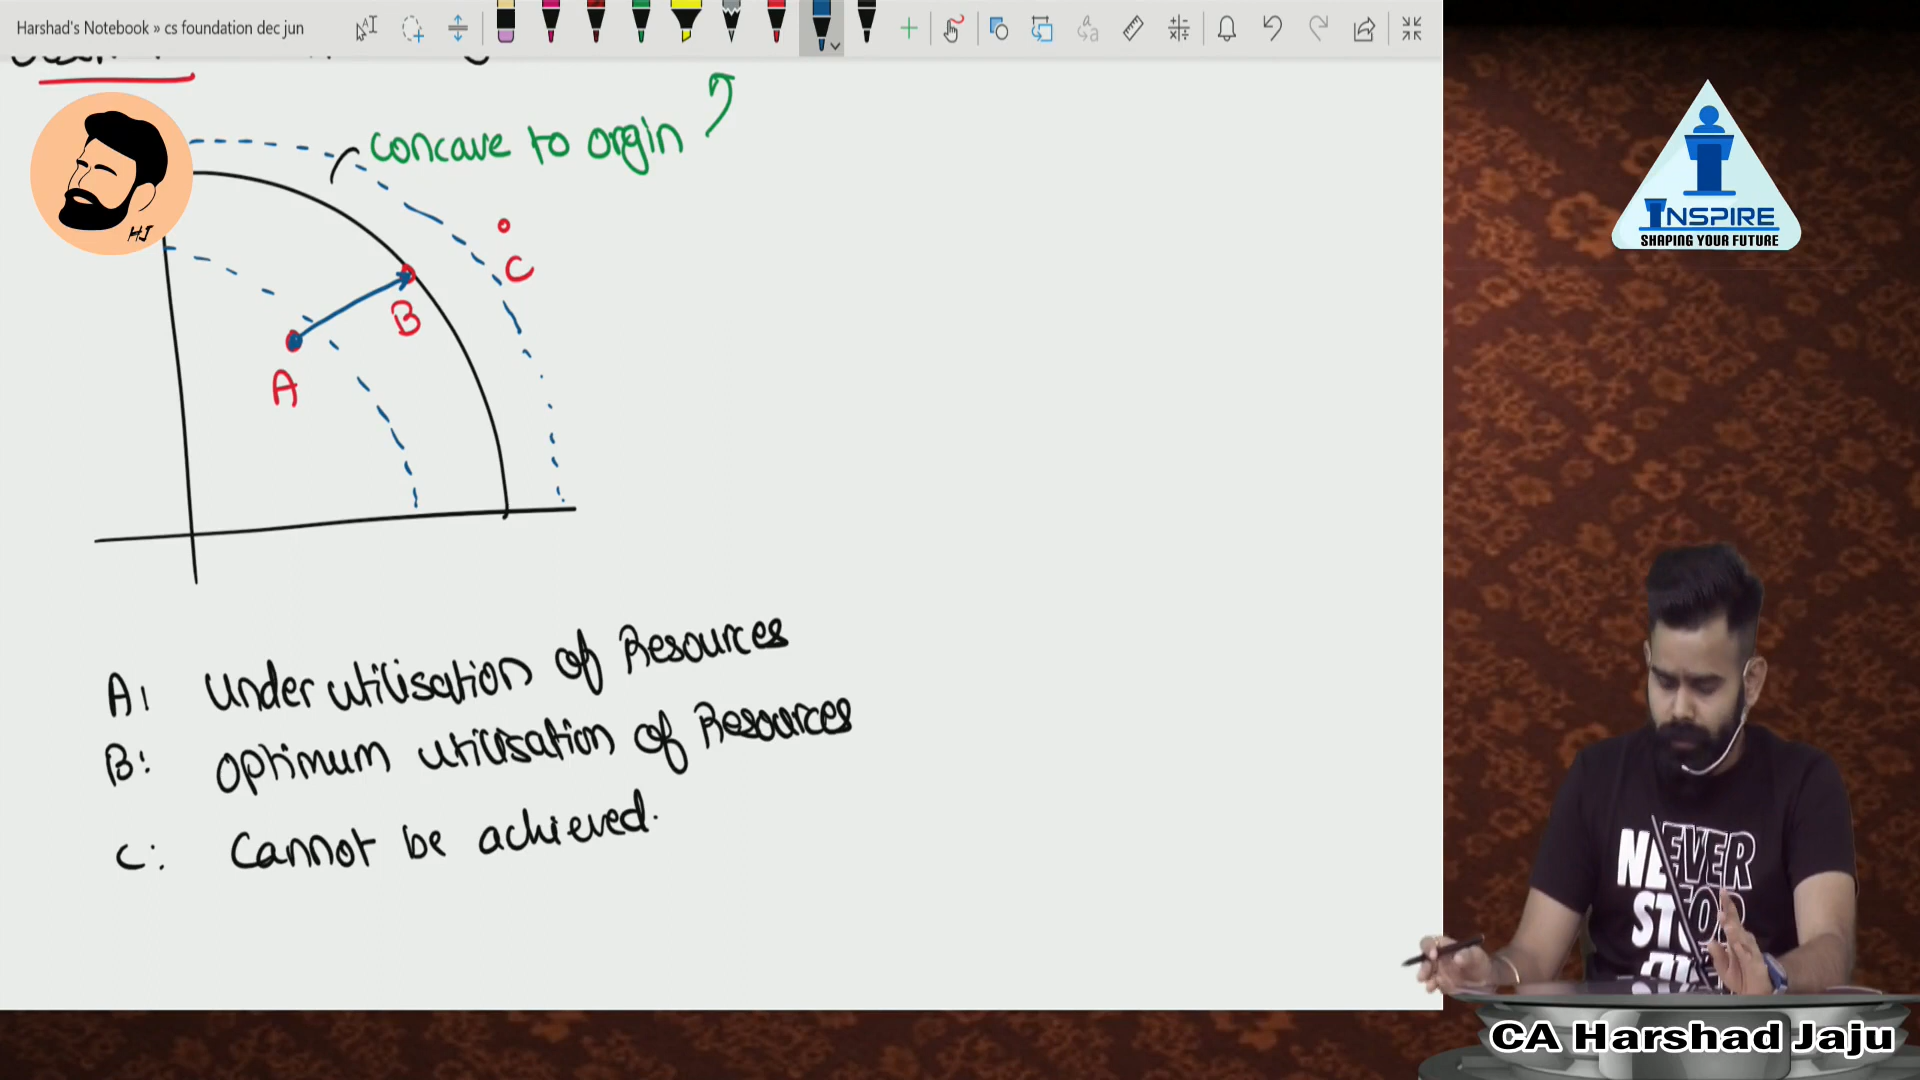 Harshad's Notebook » cs foundation dec jun
concave to orgin
C
B
A
HJ
A: Under utilisation of Resources
B: optimum utilisation of Resources
C: Cannot be achieved.
INSPIRE
SHAPING YOUR FUTURE
NEVER
STOP
CA Harshad Jaju